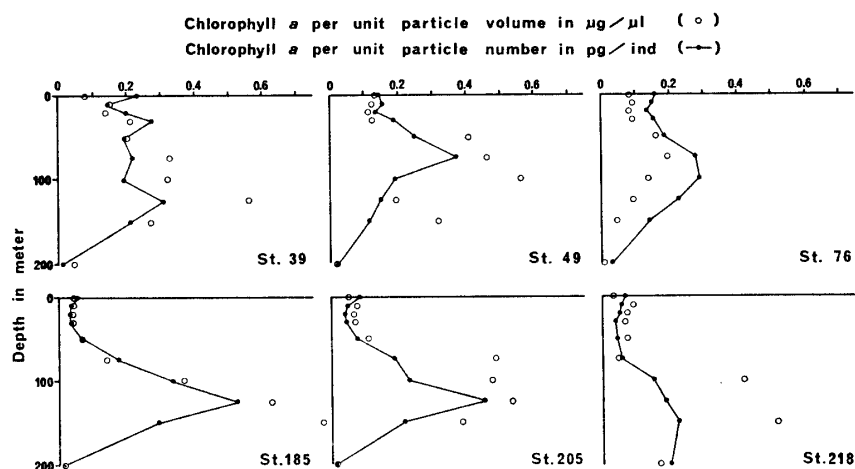 Chlorophyll a per unit particle volume in µg/µl ( ○ )
Chlorophyll a per unit particle number in pg/ind (—•—)
0 0.2 0.4 0.6 0 0.2 0.4 0.6 0 0.2 0.4 0.6
0
100
200
St. 39 St. 49 St. 76
Depth in meter
0
100
200
St.185 St.205 St.218